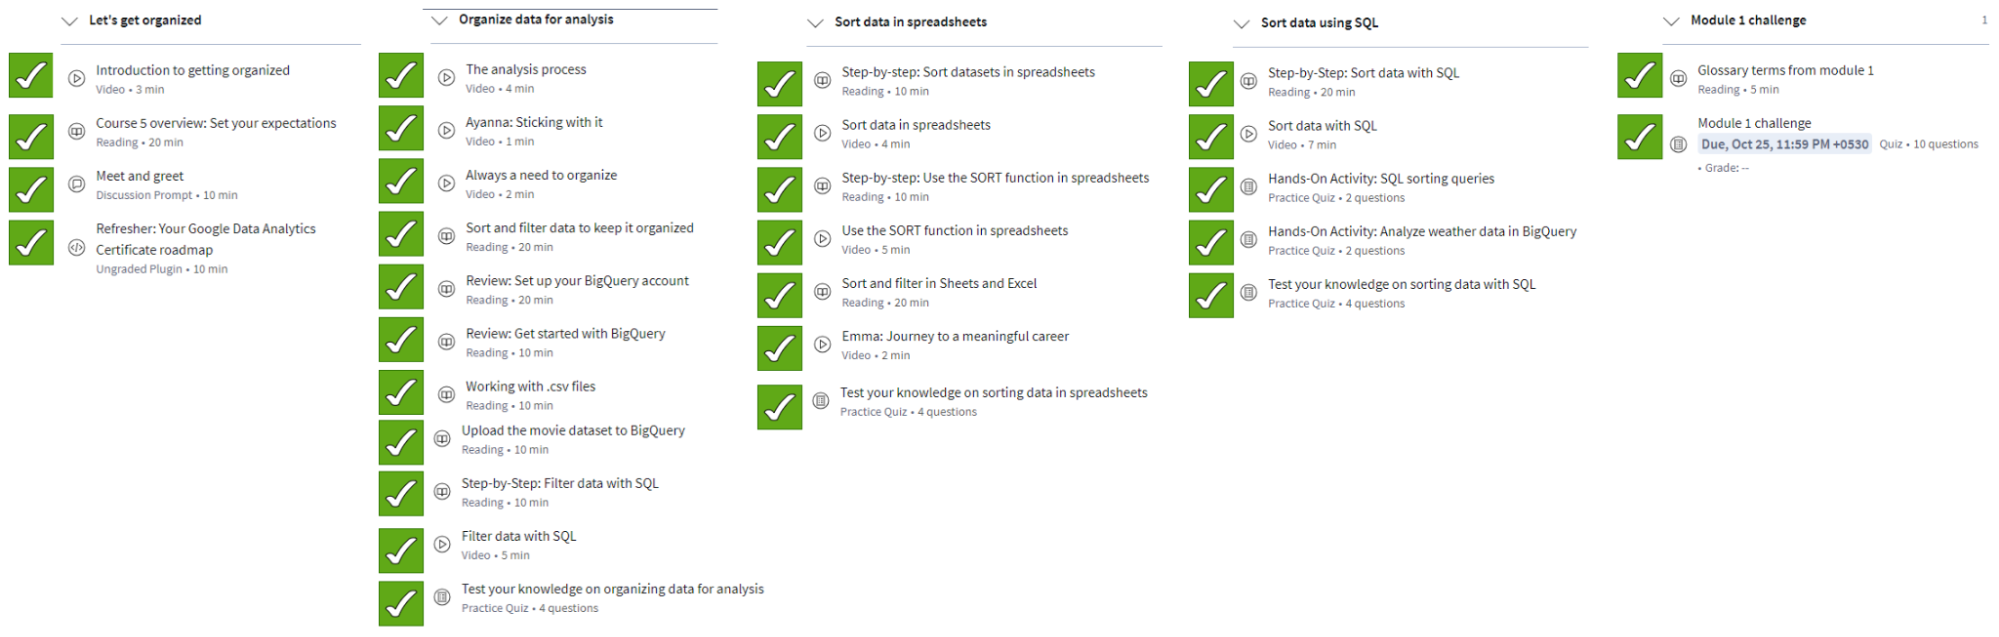 Let's get organized
Introduction to getting organized
Video • 3 min
Course 5 overview: Set your expectations
Reading • 20 min
Meet and greet
Discussion Prompt • 10 min
Refresher: Your Google Data Analytics
Certificate roadmap
Ungraded Plugin • 10 min
Organize data for analysis
The analysis process
Video • 4 min
Ayanna: Sticking with it
Video • 1 min
Always a need to organize
Video • 2 min
Sort and filter data to keep it organized
Reading • 20 min
Review: Set up your BigQuery account
Reading • 20 min
Review: Get started with BigQuery
Reading • 10 min
Working with .csv files
Reading • 10 min
Upload the movie dataset to BigQuery
Reading • 10 min
Step-by-Step: Filter data with SQL
Reading • 10 min
Filter data with SQL
Video • 5 min
Test your knowledge on organizing data for analysis
Practice Quiz • 4 questions
Sort data in spreadsheets
Step-by-step: Sort datasets in spreadsheets
Reading • 10 min
Sort data in spreadsheets
Video • 4 min
Step-by-step: Use the SORT function in spreadsheets
Reading • 10 min
Use the SORT function in spreadsheets
Video • 5 min
Sort and filter in Sheets and Excel
Reading • 20 min
Emma: Journey to a meaningful career
Video • 2 min
Test your knowledge on sorting data in spreadsheets
Practice Quiz • 4 questions
Sort data using SQL
Step-by-Step: Sort data with SQL
Reading • 20 min
Sort data with SQL
Video • 7 min
Hands-On Activity: SQL sorting queries
Practice Quiz • 2 questions
Hands-On Activity: Analyze weather data in BigQuery
Practice Quiz • 2 questions
Test your knowledge on sorting data with SQL
Practice Quiz • 4 questions
Module 1 challenge 1
Glossary terms from module 1
Reading • 5 min
Module 1 challenge
Due, Oct 25, 11:59 PM +0530 Quiz • 10 questions
• Grade: --